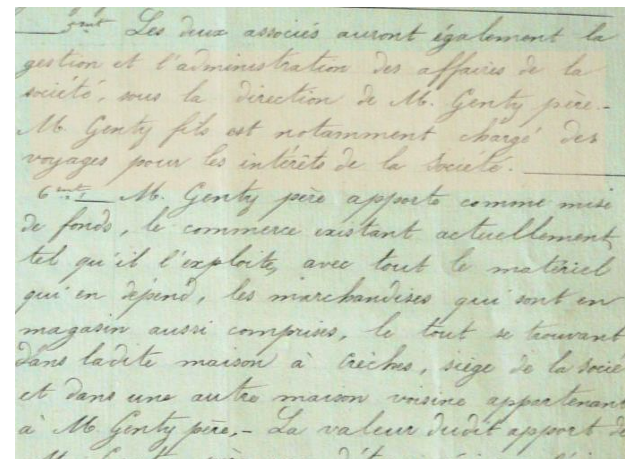 5ent Les deux associés auront également la
gestion et l'administration des affaires de la
société, sous la direction de M. Genty père.-
M. Genty fils est notamment chargé des
voyages pour les intérêts de la Société.
6ent, M. Genty père apporte comme mise
de fonds, le commerce existant actuellement,
tel qu'il l'exploite, avec tout le matériel
qui en dépend, les marchandises qui sont en
magasin aussi comprises, le tout se trouvant
dans ladite maison à Crèches, siège de la socié
et dans une autre maison voisine appartenant
à M. Genty père,- La valeur dudit apport de